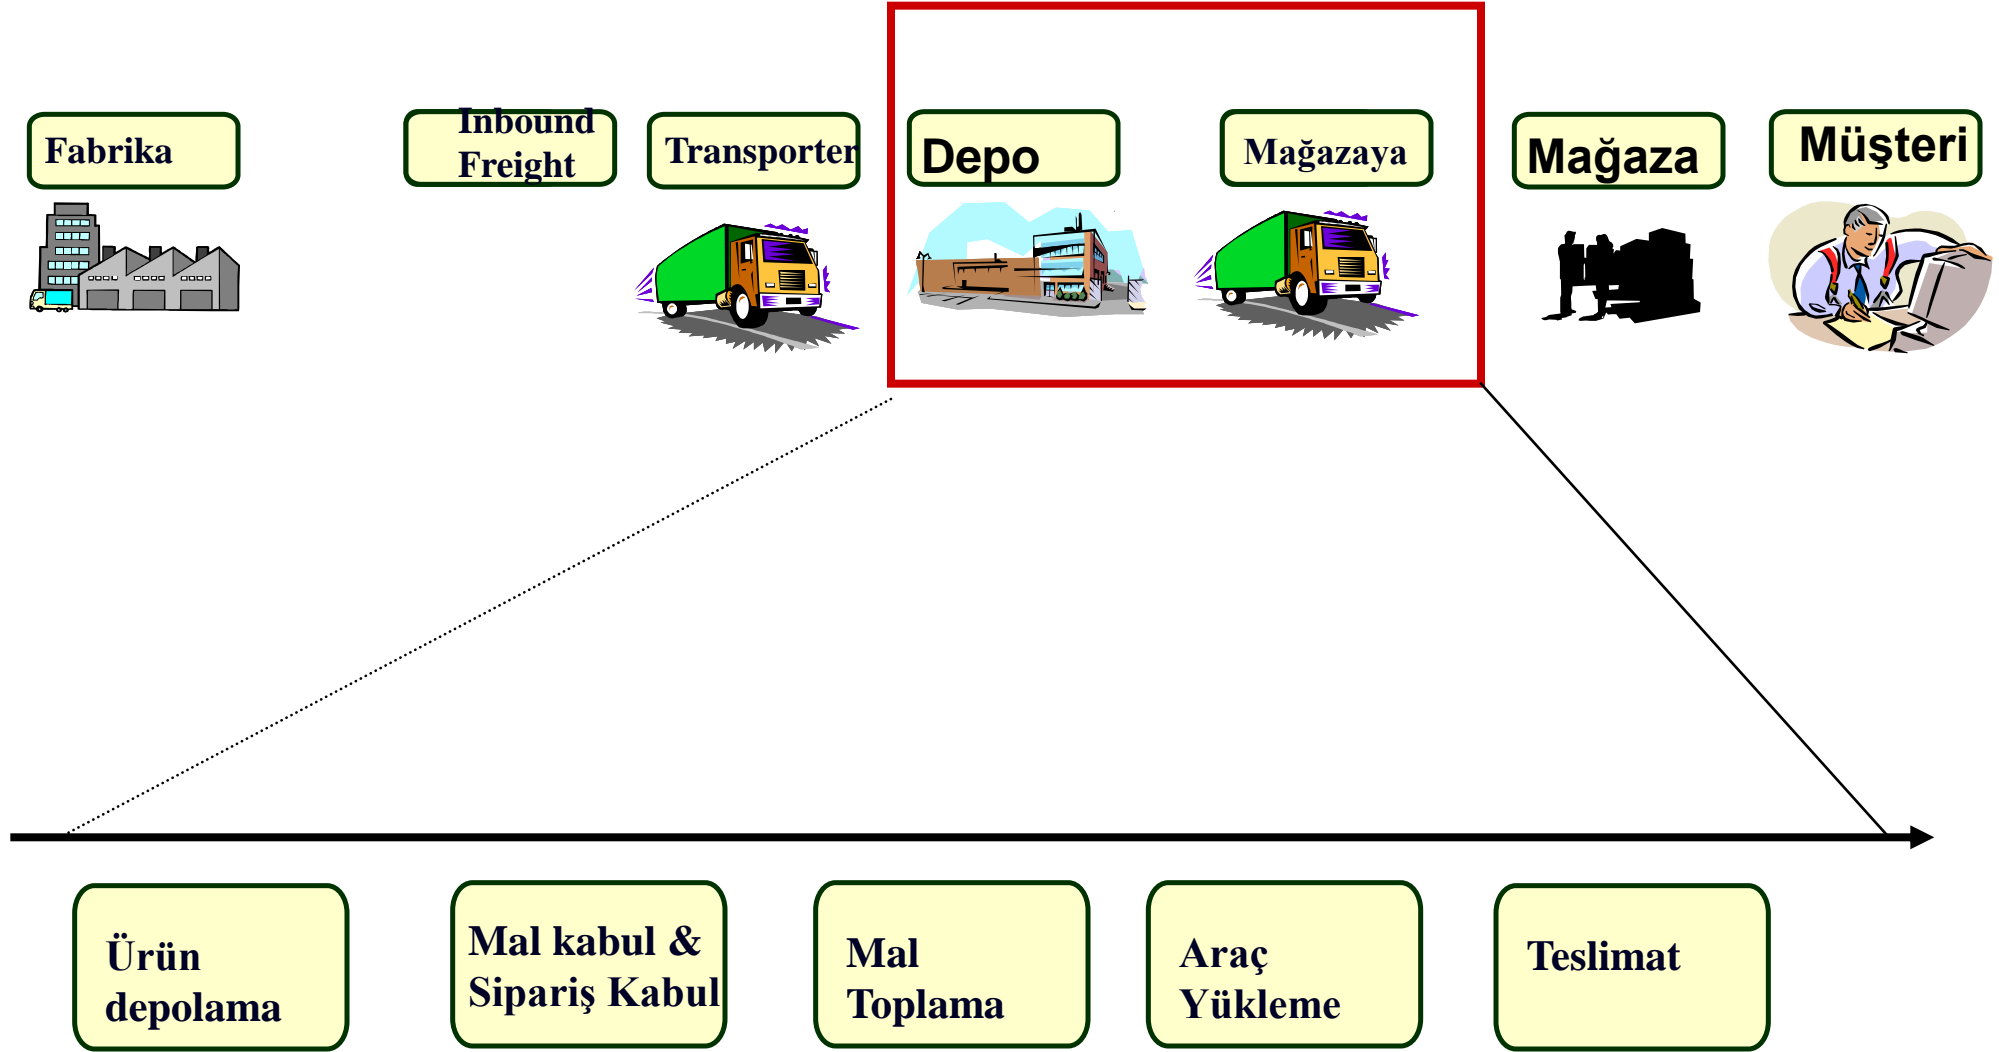 Fabrika
Inbound
Freight
Transporter
Depo
Mağazaya
Mağaza
Müşteri
Ürün
depolama
Mal kabul &
Sipariş Kabul
Mal
Toplama
Araç
Yükleme
Teslimat